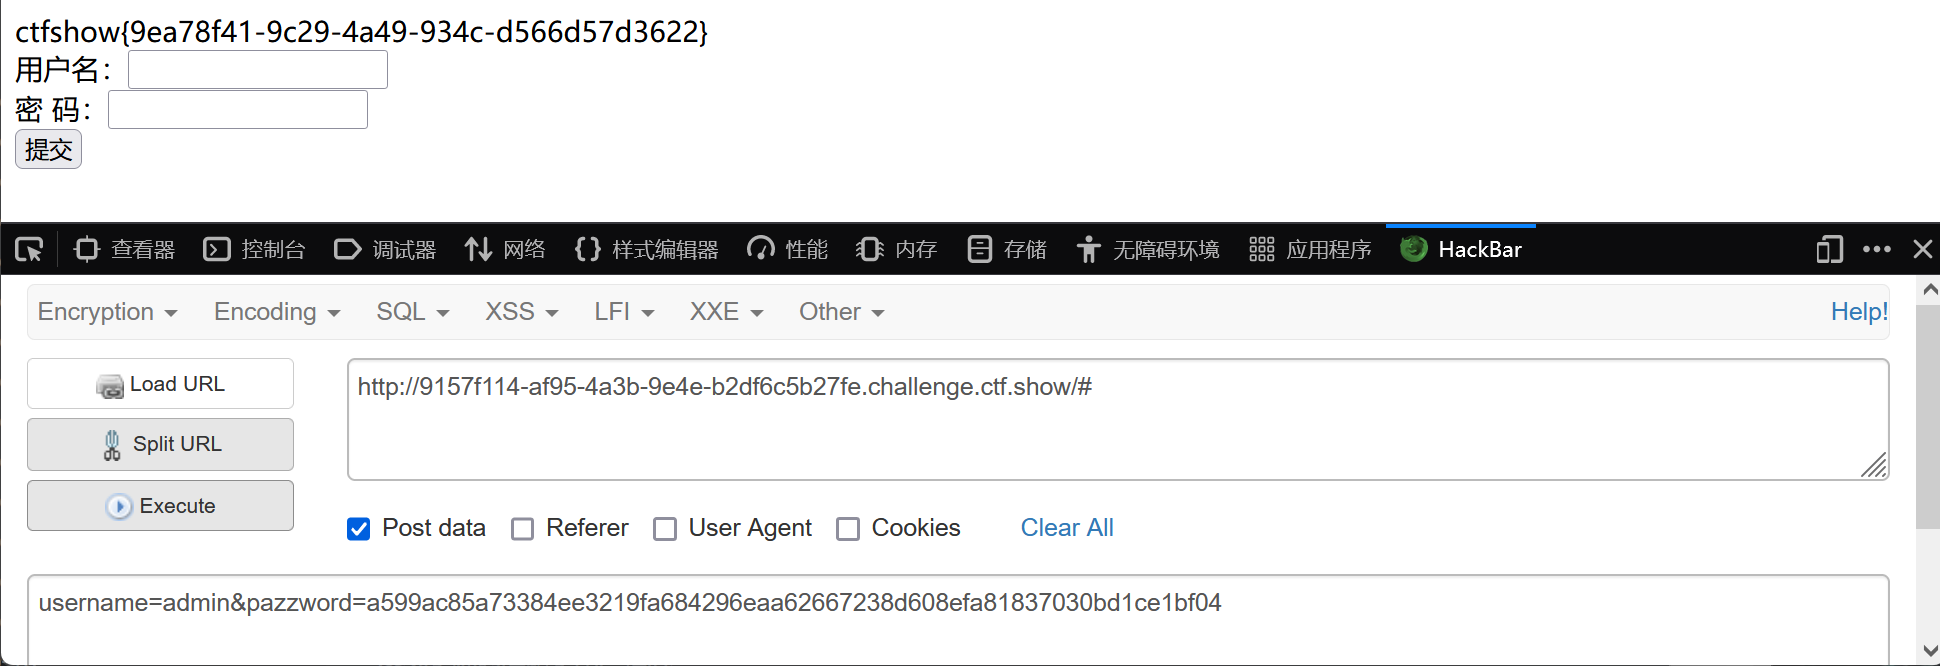 ctfshow{9ea78f41-9c29-4a49-934c-d566d57d3622}
用户名：
密 码：
提交
查看器 控制台 调试器 网络 样式编辑器 性能 内存 存储 无障碍环境 应用程序 HackBar
Encryption Encoding SQL XSS LFI XXE Other Help!
Load URL
http://9157f114-af95-4a3b-9e4e-b2df6c5b27fe.challenge.ctf.show/#
Split URL
Execute
Post data Referer User Agent Cookies Clear All
username=admin&pazzword=a599ac85a73384ee3219fa684296eaa62667238d608efa81837030bd1ce1bf04